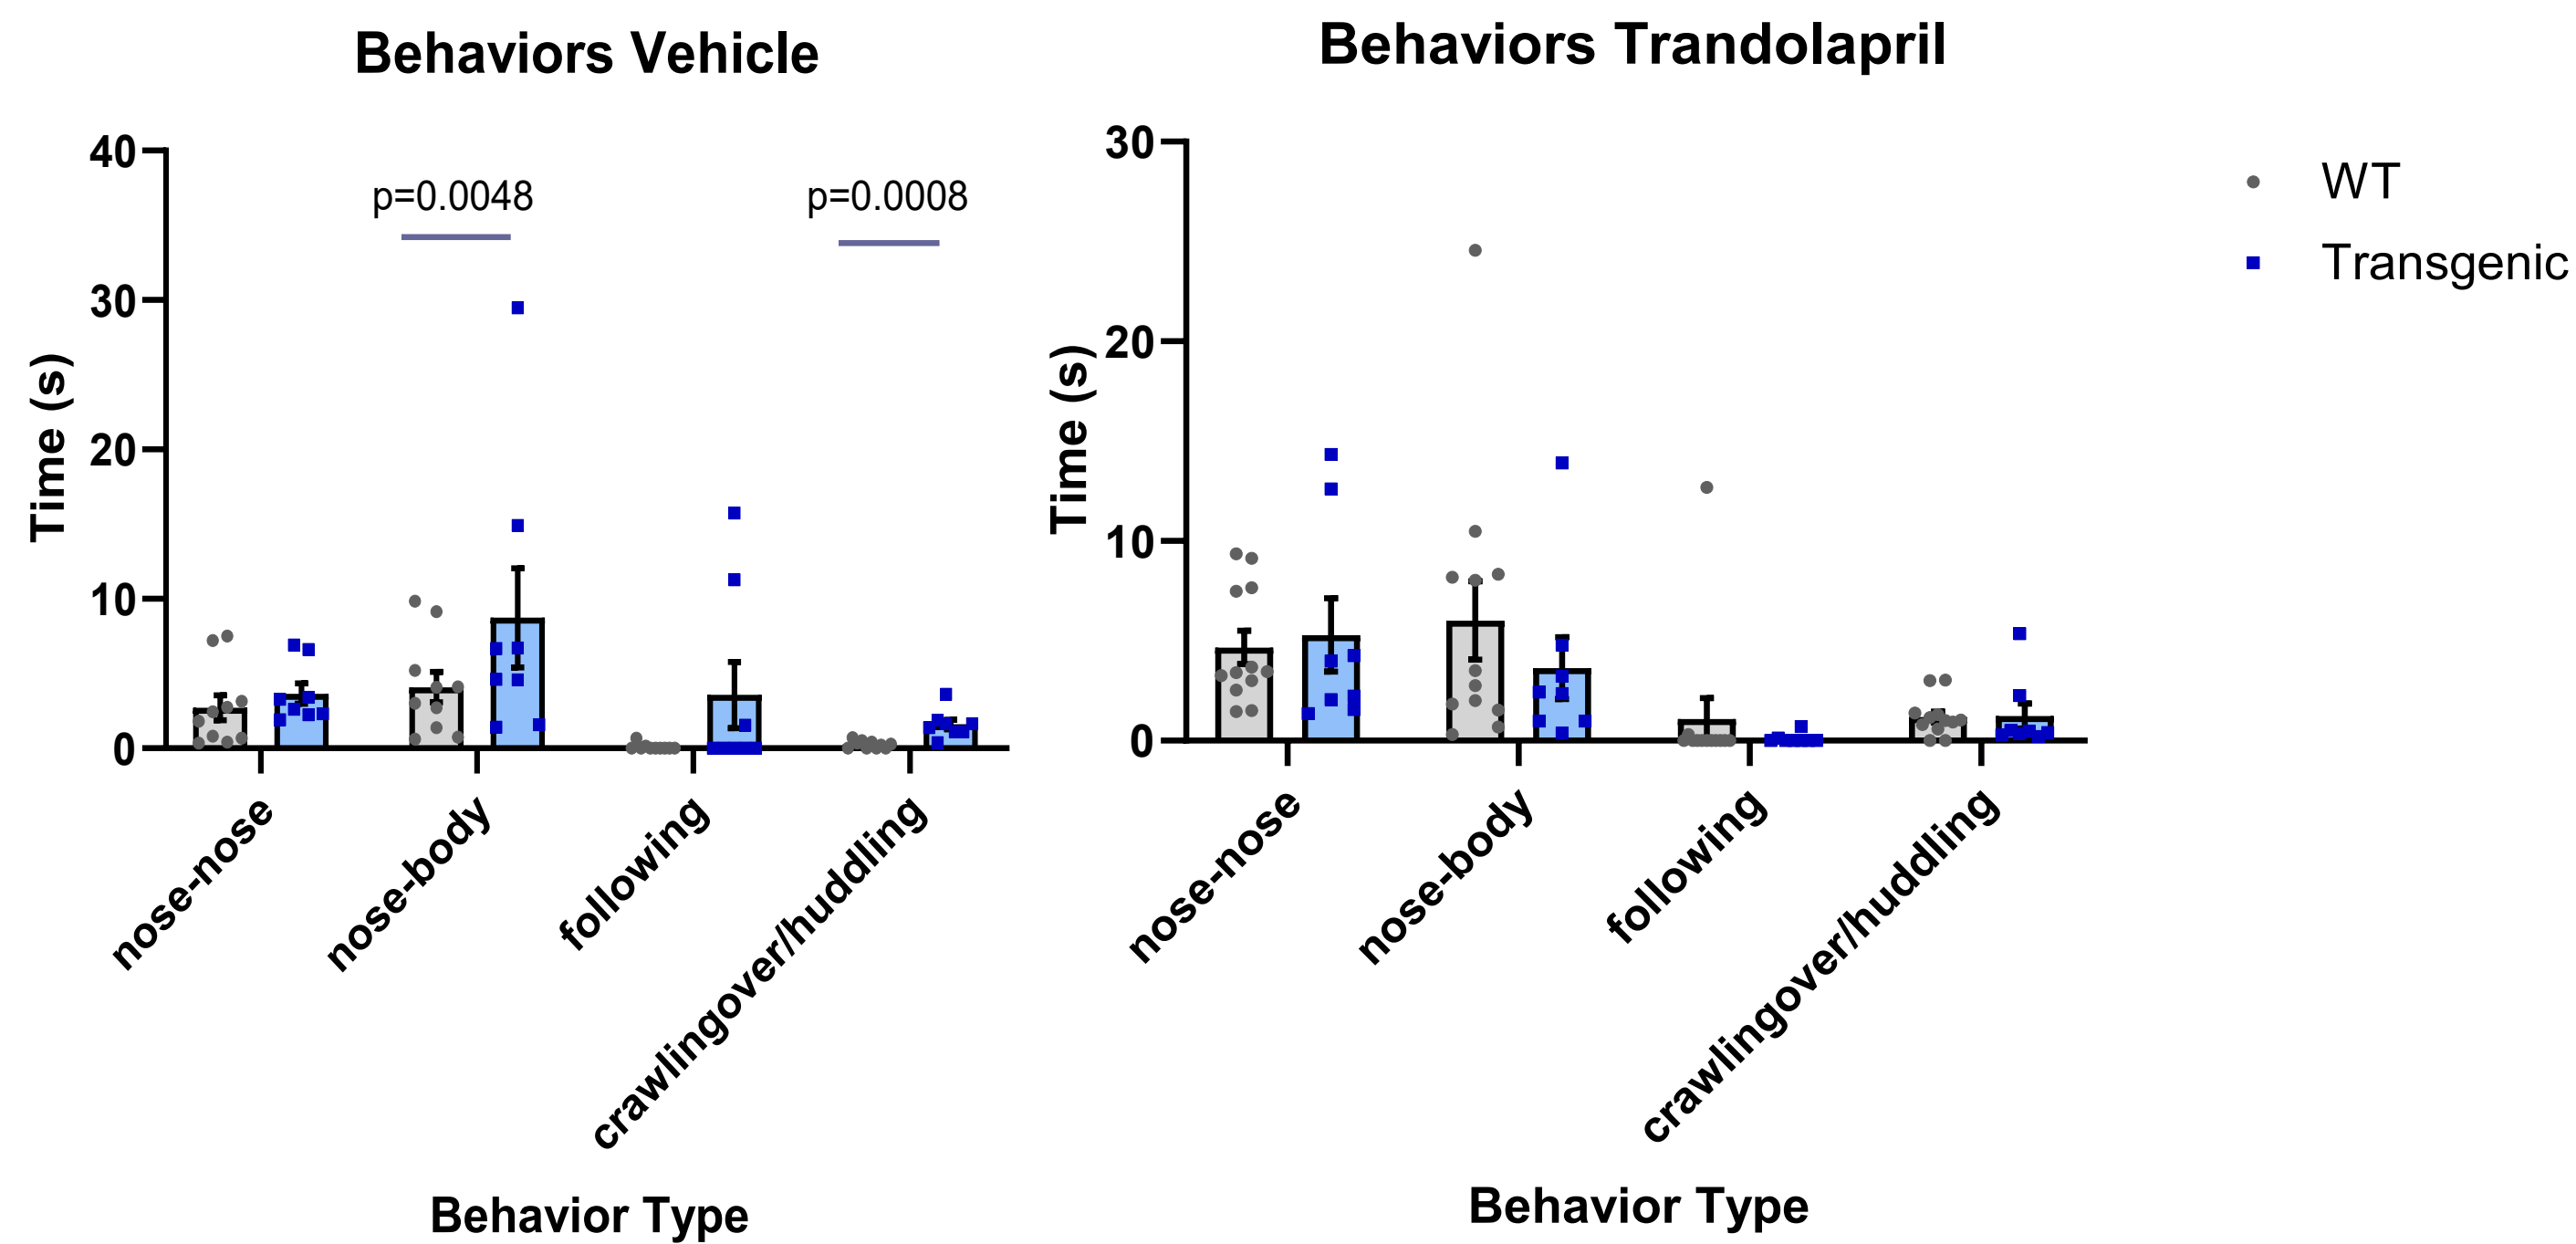 Behaviors Vehicle
40
30
20
10
0
Time (s)
p=0.0048
p=0.0008
nose-nose
nose-body
following
crawlingover/huddling
Behavior Type
Behaviors Trandolapril
30
20
10
0
Time (s)
nose-nose
nose-body
following
crawlingover/huddling
Behavior Type
WT
Transgenic